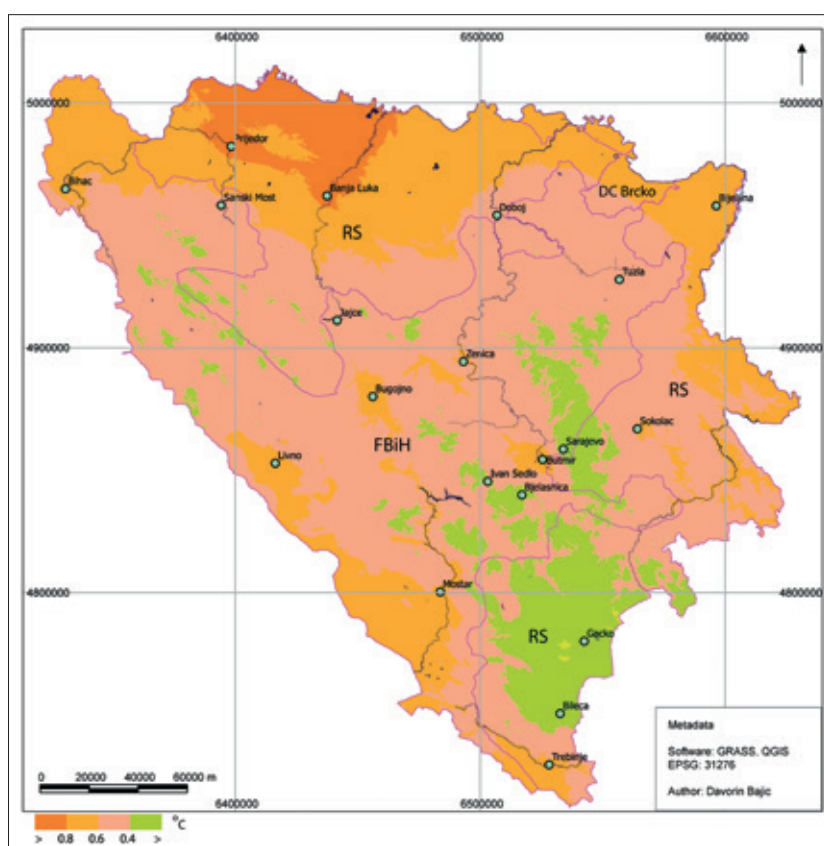 6400000 6500000 6600000
5000000 5000000
Prijedor
Bihac
Banja Luka
Sanski Most
DC Brcko
Bijeljina
Doboj
RS
Tuzla
Jajce
4900000 4900000
Zenica
Bugojno
RS
Sokolac
FBiH
Sarajevo
Livno
Butmir
Ivan Sedlo
Bjelasnica
4800000 4800000
Mostar
RS
Gacko
Bileca
Metadata
Software: GRASS, QGIS
EPSG: 31276
Author: Davorin Bajic
Trebinje
0 20000 40000 60000 m
6400000 6500000
°C
> 0.8 0.6 0.4 >